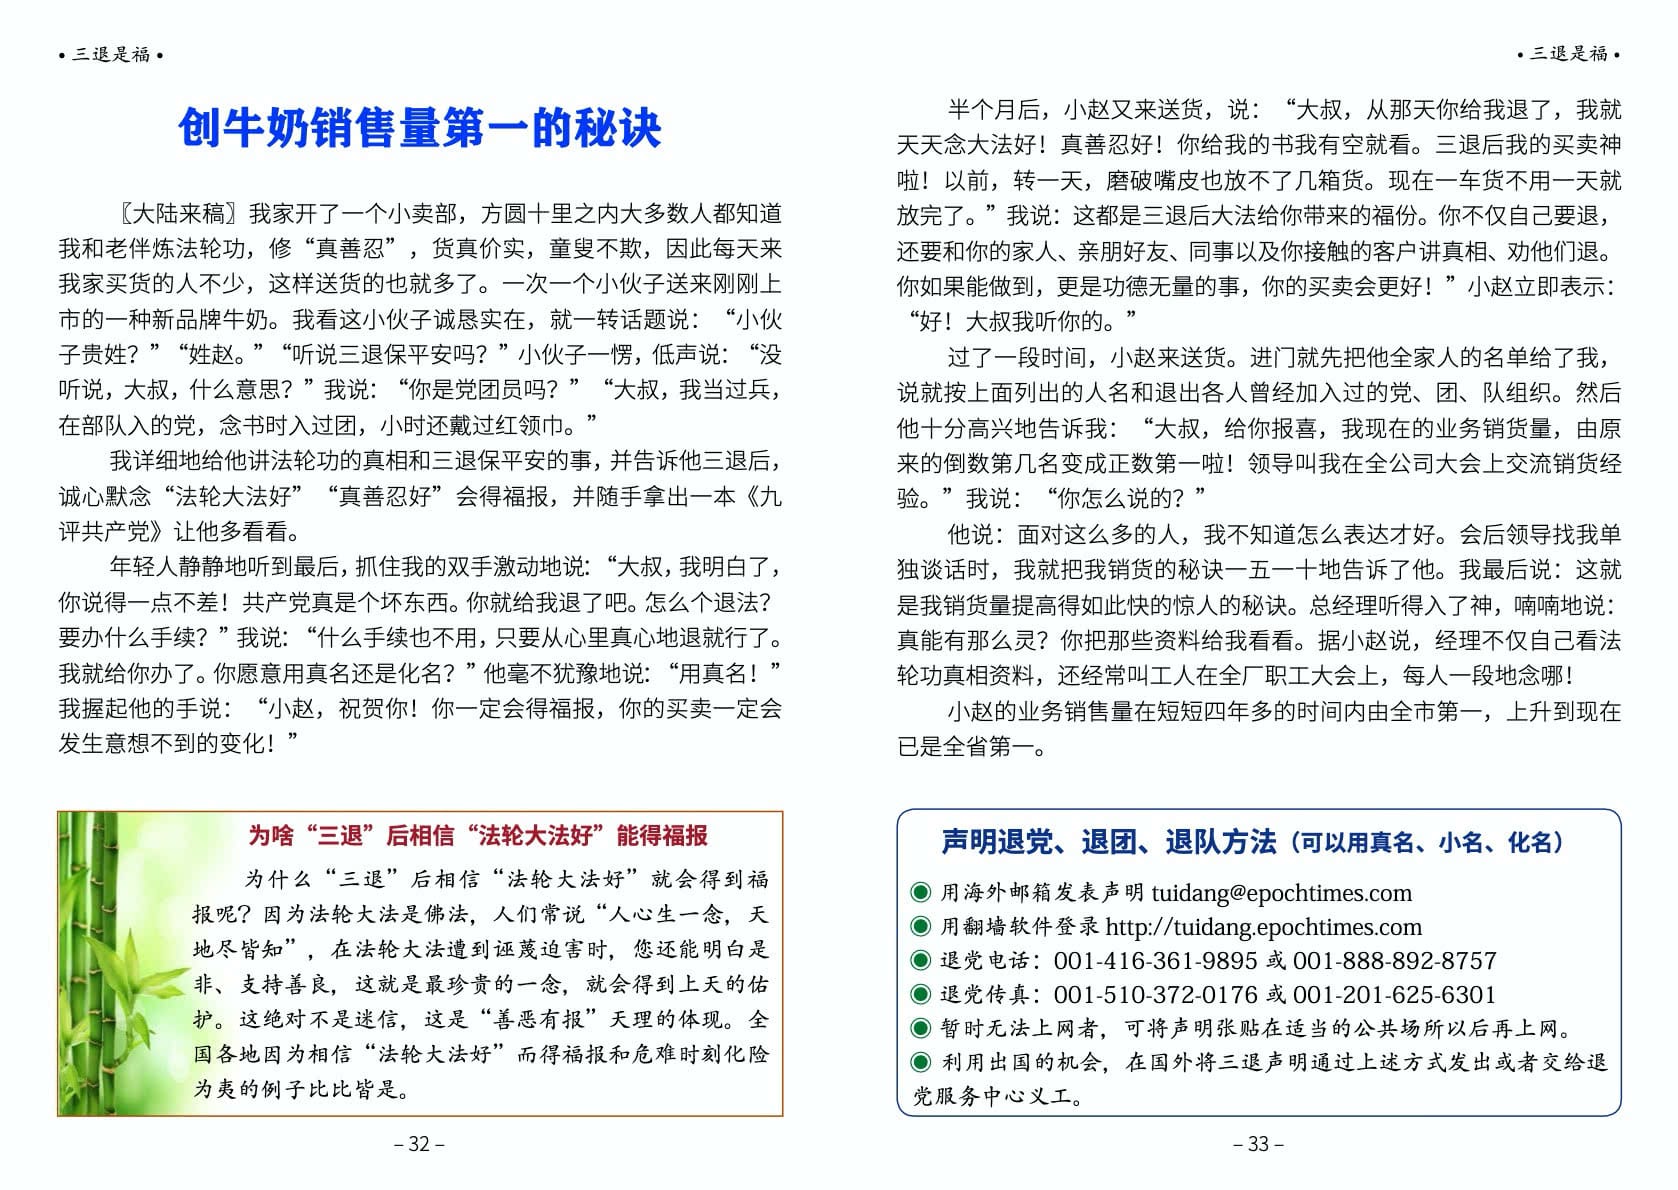 • 三退是福 •
创牛奶销售量第一的秘诀
〖大陆来稿〗我家开了一个小卖部，方圆十里之内大多数人都知道
我和老伴炼法轮功，修“真善忍”，货真价实，童叟不欺，因此每天来
我家买货的人不少，这样送货的也就多了。一次一个小伙子送来刚刚上
市的一种新品牌牛奶。我看这小伙子诚恳实在，就一转话题说：“小伙
子贵姓？”“姓赵。”“听说三退保平安吗？”小伙子一愣，低声说：“没
听说，大叔，什么意思？”我说：“你是党团员吗？”“大叔，我当过兵，
在部队入的党，念书时入过团，小时还戴过红领巾。”
我详细地给他讲法轮功的真相和三退保平安的事，并告诉他三退后，
诚心默念“法轮大法好”“真善忍好”会得福报，并随手拿出一本《九
评共产党》让他多看看。
年轻人静静地听到最后，抓住我的双手激动地说：“大叔，我明白了，
你说得一点不差！共产党真是个坏东西。你就给我退了吧。怎么个退法？
要办什么手续？”我说：“什么手续也不用，只要从心里真心地退就行了。
我就给你办了。你愿意用真名还是化名？”他毫不犹豫地说：“用真名！”
我握起他的手说：“小赵，祝贺你！你一定会得福报，你的买卖一定会
发生意想不到的变化！”
为啥“三退”后相信“法轮大法好”能得福报
为什么“三退”后相信“法轮大法好”就会得到福
报呢？因为法轮大法是佛法，人们常说“人心生一念，天
地尽皆知”，在法轮大法遭到诬蔑迫害时，您还能明白是
非、支持善良，这就是最珍贵的一念，就会得到上天的佑
护。这绝对不是迷信，这是“善恶有报”天理的体现。全
国各地因为相信“法轮大法好”而得福报和危难时刻化险
为夷的例子比比皆是。
– 32 –
• 三退是福 •
半个月后，小赵又来送货，说：“大叔，从那天你给我退了，我就
天天念大法好！真善忍好！你给我的书我有空就看。三退后我的买卖神
啦！以前，转一天，磨破嘴皮也放不了几箱货。现在一车货不用一天就
放完了。”我说：这都是三退后大法给你带来的福份。你不仅自己要退，
还要和你的家人、亲朋好友、同事以及你接触的客户讲真相、劝他们退。
你如果能做到，更是功德无量的事，你的买卖会更好！”小赵立即表示：
“好！大叔我听你的。”
过了一段时间，小赵来送货。进门就先把他全家人的名单给了我，
说就按上面列出的人名和退出各人曾经加入过的党、团、队组织。然后
他十分高兴地告诉我：“大叔，给你报喜，我现在的业务销货量，由原
来的倒数第几名变成正数第一啦！领导叫我在全公司大会上交流销货经
验。”我说：“你怎么说的？”
他说：面对这么多的人，我不知道怎么表达才好。会后领导找我单
独谈话时，我就把我销货的秘诀一五一十地告诉了他。我最后说：这就
是我销货量提高得如此快的惊人的秘诀。总经理听得入了神，喃喃地说：
真能有那么灵？你把那些资料给我看看。据小赵说，经理不仅自己看法
轮功真相资料，还经常叫工人在全厂职工大会上，每人一段地念哪！
小赵的业务销售量在短短四年多的时间内由全市第一，上升到现在
已是全省第一。
声明退党、退团、退队方法（可以用真名、小名、化名）
◉ 用海外邮箱发表声明 tuidang@epochtimes.com
◉ 用翻墙软件登录 http://tuidang.epochtimes.com
◉ 退党电话：001-416-361-9895 或 001-888-892-8757
◉ 退党传真：001-510-372-0176 或 001-201-625-6301
◉ 暂时无法上网者，可将声明张贴在适当的公共场所以后再上网。
◉ 利用出国的机会，在国外将三退声明通过上述方式发出或者交给退
党服务中心义工。
– 33 –